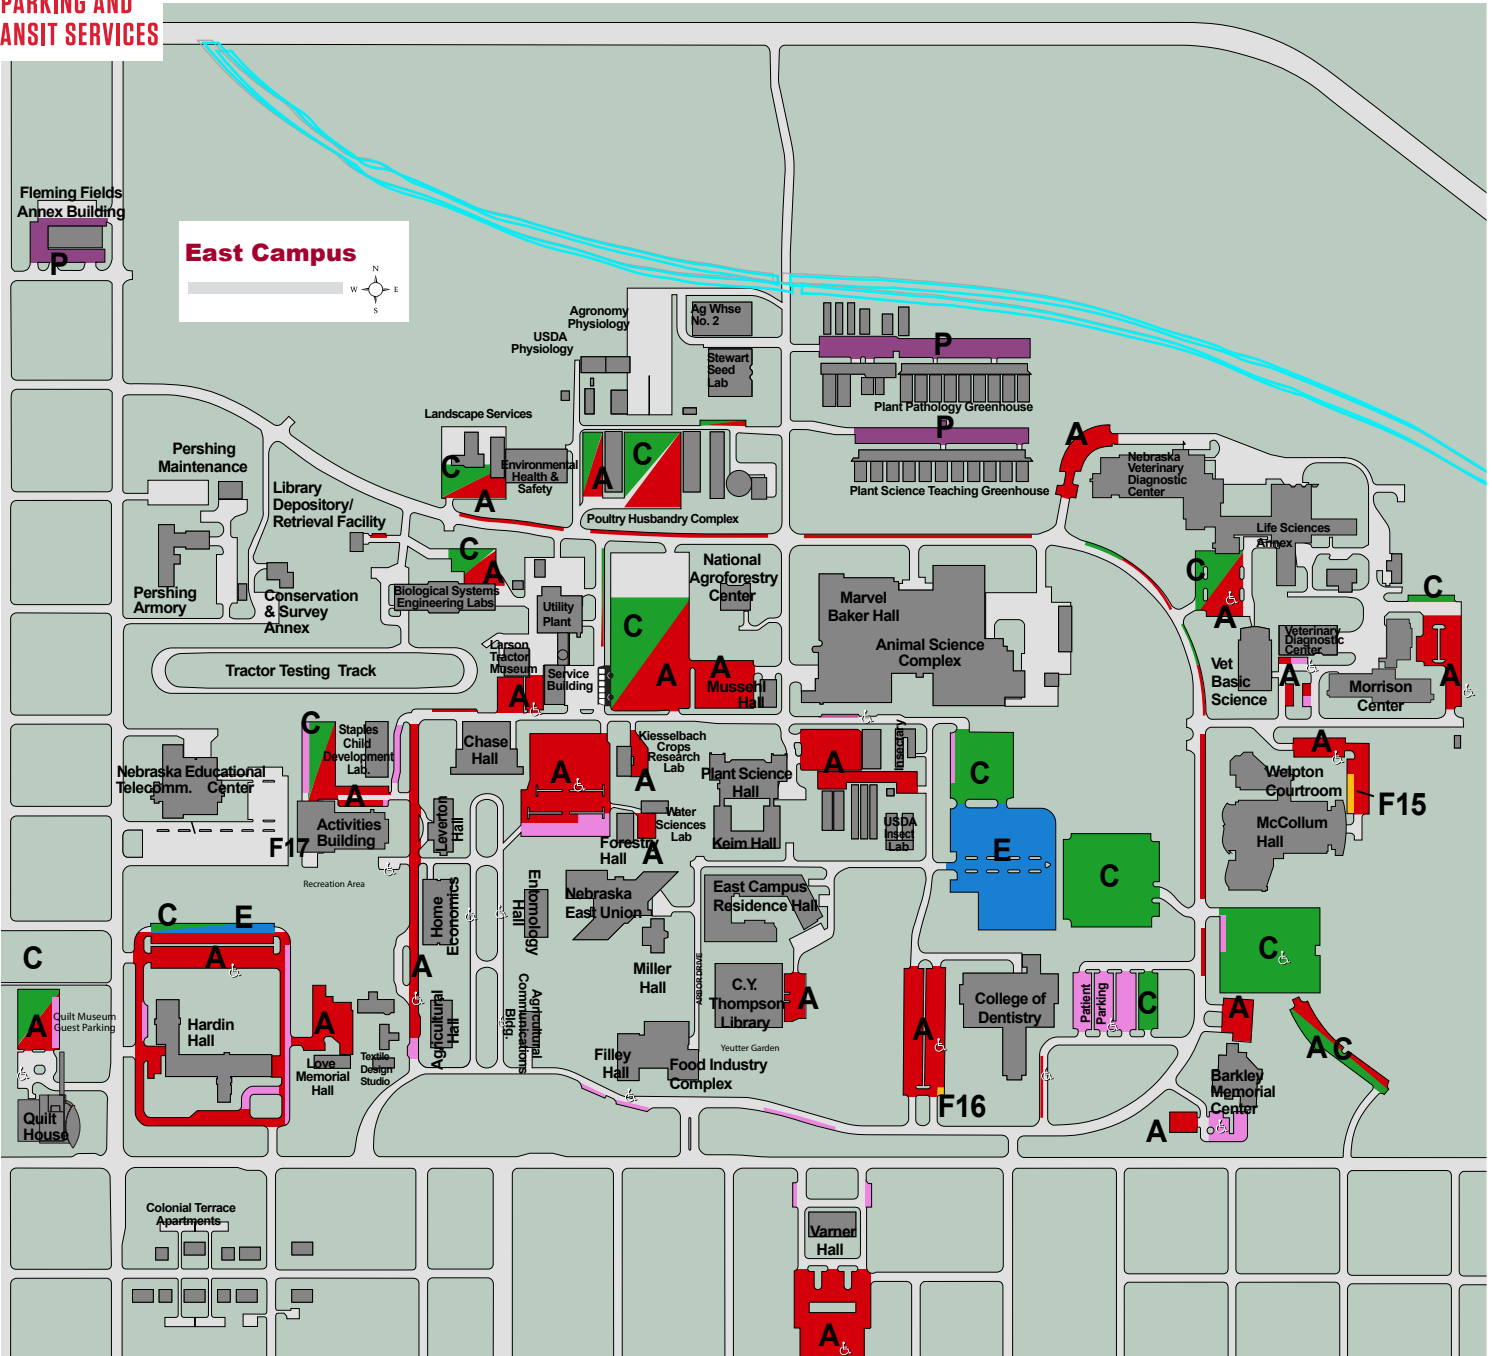 PARKING AND
ANSIT SERVICES
Fleming Fields
Annex Building
P
East Campus
N
W
E
S
Agronomy
Physiology
USDA
Physiology
Ag Whse
No. 2
Stewart
Seed
Lab
P
Plant Pathology Greenhouse
P
Plant Science Teaching Greenhouse
Landscape Services
C
A
Environmental
Health &
Safety
C
A
Poultry Husbandry Complex
A
Nebraska
Veterinary
Diagnostic
Center
Life Sciences
Annex
Pershing
Maintenance
Library
Depository/
Retrieval Facility
Pershing
Armory
Conservation
& Survey
Annex
C
A
Biological Systems
Engineering Labs
Utility
Plant
National
Agroforestry
Center
C
A
A
Mussehl
Hall
Marvel
Baker Hall
Animal Science
Complex
C
A
C
Vet
Basic
Science
Veterinary
Diagnostic
Center
A
Morrison
Center
A
Tractor Testing Track
Larson
Tractor
Museum
Service
Building
A
C
Staples
Child
Development
Lab.
A
Nebraska Educational
Telecomm. Center
Activities
Building
F17
Recreation Area
Chase
Hall
Leverton
Hall
A
Kiesselbach
Crops
Research
Lab
A
Water
Sciences
Lab
Forestry
Hall
A
Plant Science
Hall
Keim Hall
A
Insectary
USDA
Insect
Lab
C
E
C
A
Welpton
Courtroom
F15
McCollum
Hall
C
E
A
C
A
Quilt Museum
Guest Parking
Quilt
House
Hardin
Hall
A
Love
Memorial
Hall
Textile
Design
Studio
Home
Economics
A
Agricultural
Hall
Entomology
Hall
Agricultural
Communications
Bldg.
Nebraska
East Union
Miller
Hall
ARBOR DRIVE
East Campus
Residence Hall
C.Y.
Thompson
Library
A
Yeutter Garden
Filley
Hall
Food Industry
Complex
A
F16
College of
Dentistry
Patient
Parking
C
C
A
A C
Barkley
Memorial
Center
A
Colonial Terrace
Apartments
Varner
Hall
A